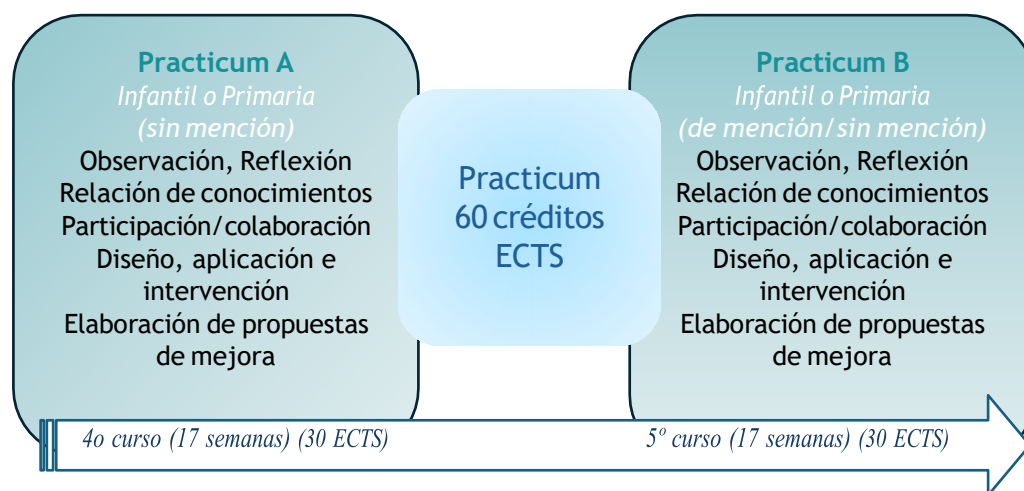 Practicum A
Infantil o Primaria
(sin mención)
Observación, Reflexión
Relación de conocimientos
Participación/colaboración
Diseño, aplicación e
intervención
Elaboración de propuestas
de mejora
Practicum
60 créditos
ECTS
Practicum B
Infantil o Primaria
(de mención/sin mención)
Observación, Reflexión
Relación de conocimientos
Participación/colaboración
Diseño, aplicación e
intervención
Elaboración de propuestas
de mejora
4o curso (17 semanas) (30 ECTS)
5º curso (17 semanas) (30 ECTS)